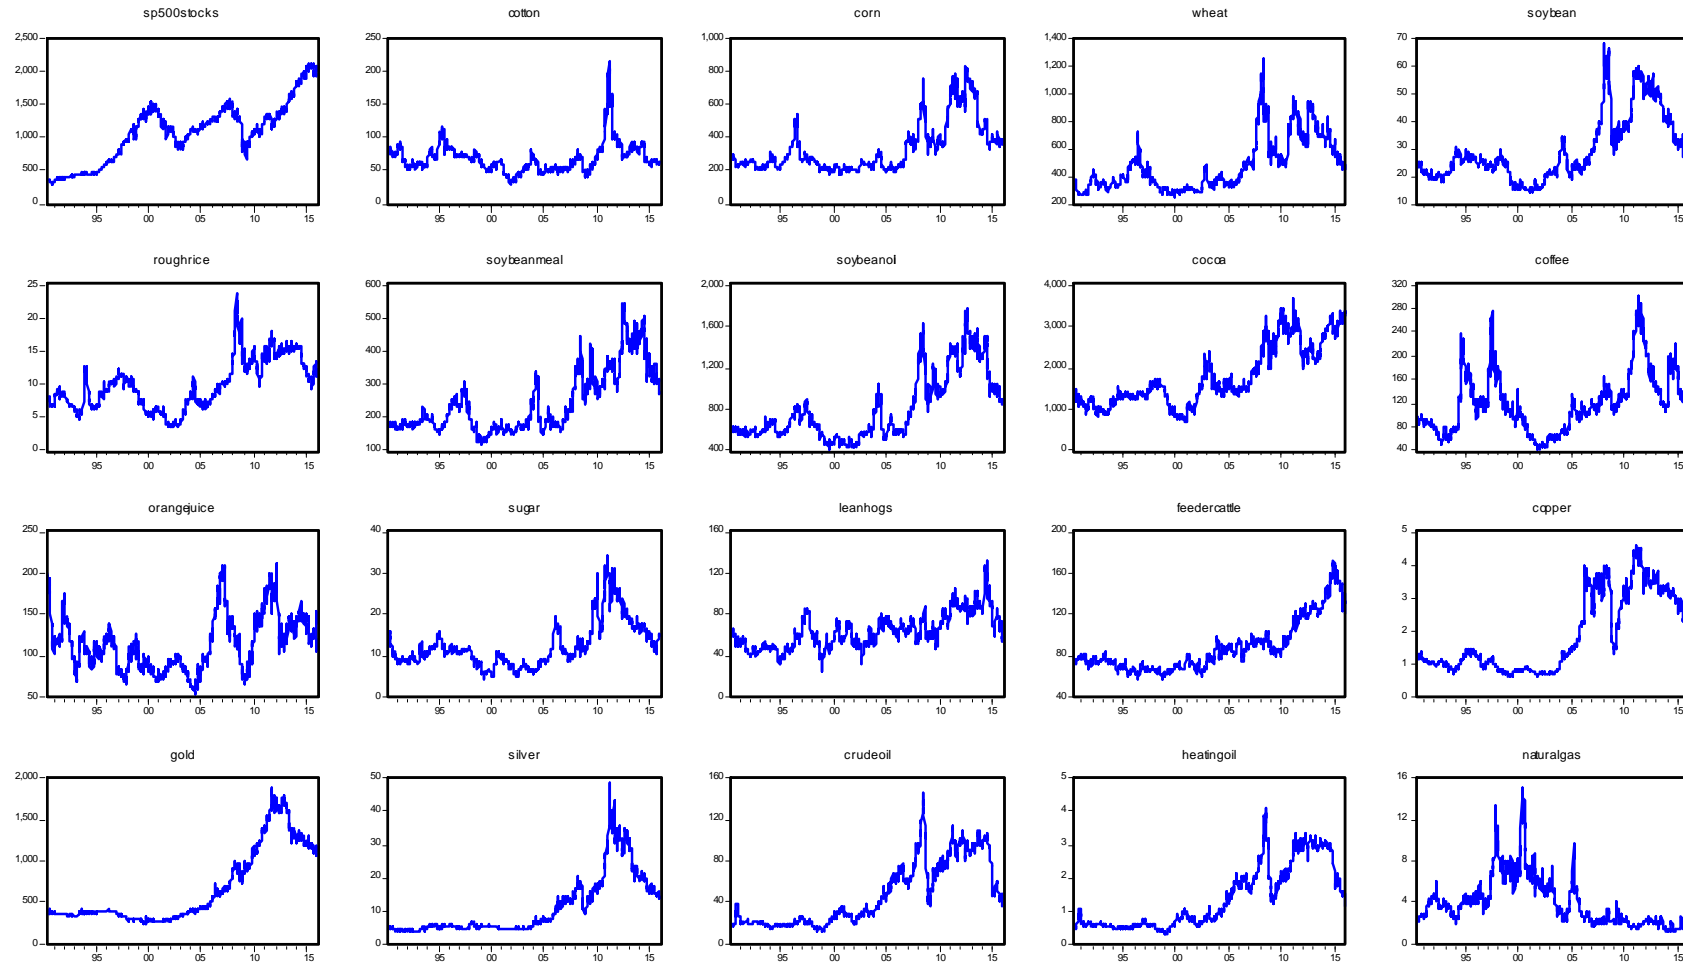 sp500stocks cotton corn wheat soybean
2,500 250 1,000 1,400 70
2,000 200 800 1,200 60
1,500 150 600 1,000 50
1,000 100 400 800 40
500 50 200 600 30
0 0 0 400 20
200 10
95 00 05 10 15 95 00 05 10 15 95 00 05 10 15 95 00 05 10 15 95 00 05 10 15
roughrice soybeanmeal soybeanoil cocoa coffee
25 600 2,000 4,000 320
20 500 1,600 3,000 280
15 400 1,200 2,000 240
10 300 800 1,000 200
5 200 400 0 160
0 100 120
80
40
95 00 05 10 15 95 00 05 10 15 95 00 05 10 15 95 00 05 10 15 95 00 05 10 15
orangejuice sugar leanhogs feedercattle copper
250 40 160 200 5
200 30 120 160 4
150 20 80 120 3
100 10 40 80 2
50 0 0 40 1
0
95 00 05 10 15 95 00 05 10 15 95 00 05 10 15 95 00 05 10 15 95 00 05 10 15
gold silver crudeoil heatingoil naturalgas
2,000 50 160 5 16
1,500 40 120 4 12
1,000 30 80 3 8
500 20 40 2 4
0 10 0 1 0
0 0
95 00 05 10 15 95 00 05 10 15 95 00 05 10 15 95 00 05 10 15 95 00 05 10 15